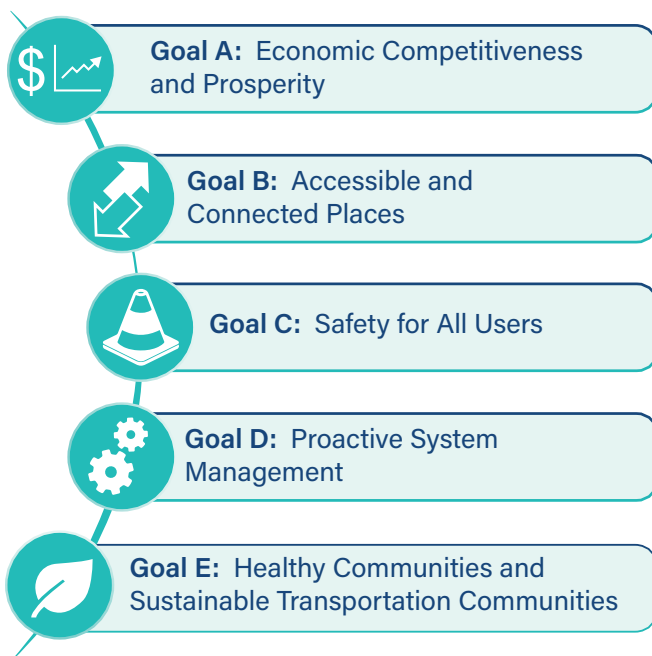 $
Goal A: Economic Competitiveness
and Prosperity
Goal B: Accessible and
Connected Places
Goal C: Safety for All Users
Goal D: Proactive System
Management
Goal E: Healthy Communities and
Sustainable Transportation Communities